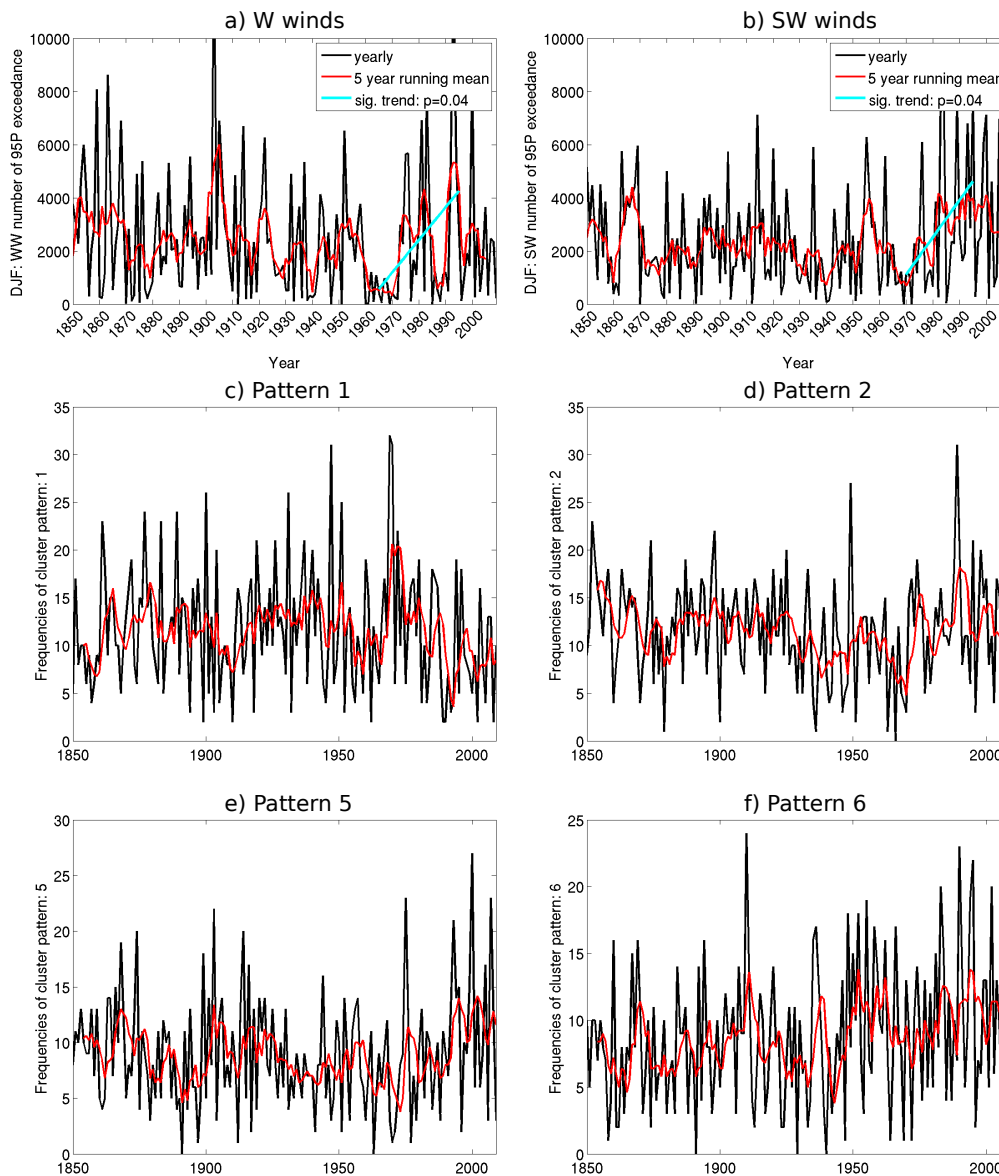 a) W winds
DJF: WW number of 95P exceedance
10000
8000
6000
4000
2000
0
yearly
5 year running mean
sig. trend: p=0.04
1850 1860 1870 1880 1890 1900 1910 1920 1930 1940 1950 1960 1970 1980 1990 2000
Year
b) SW winds
DJF: SW number of 95P exceedance
10000
8000
6000
4000
2000
0
yearly
5 year running mean
sig. trend: p=0.04
1850 1860 1870 1880 1890 1900 1910 1920 1930 1940 1950 1960 1970 1980 1990 2000
Year
c) Pattern 1
Frequencies of cluster pattern: 1
35
30
25
20
15
10
5
0
1850 1900 1950 2000
d) Pattern 2
Frequencies of cluster pattern: 2
35
30
25
20
15
10
5
0
1850 1900 1950 2000
e) Pattern 5
Frequencies of cluster pattern: 5
30
25
20
15
10
5
0
1850 1900 1950 2000
f) Pattern 6
Frequencies of cluster pattern: 6
25
20
15
10
5
0
1850 1900 1950 2000